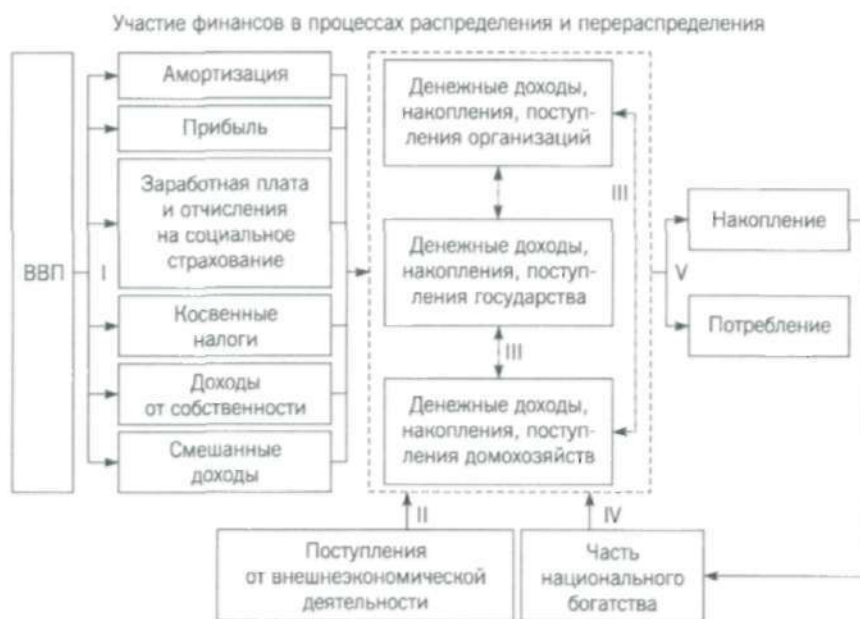 Участие финансов в процессах распределения и перераспределения
ВВП
I
Амортизация
Прибыль
Заработная плата
и отчисления
на социальное
страхование
Косвенные
налоги
Доходы
от собственности
Смешанные
доходы
Денежные доходы,
накопления, поступ-
ления организаций
III
Денежные доходы,
накопления, поступ-
ления государства
III
Денежные доходы,
накопления, поступ-
ления домохозяйств
V
Накопление
Потребление
II
IV
Поступления
от внешнеэкономической
деятельности
Часть
национального
богатства